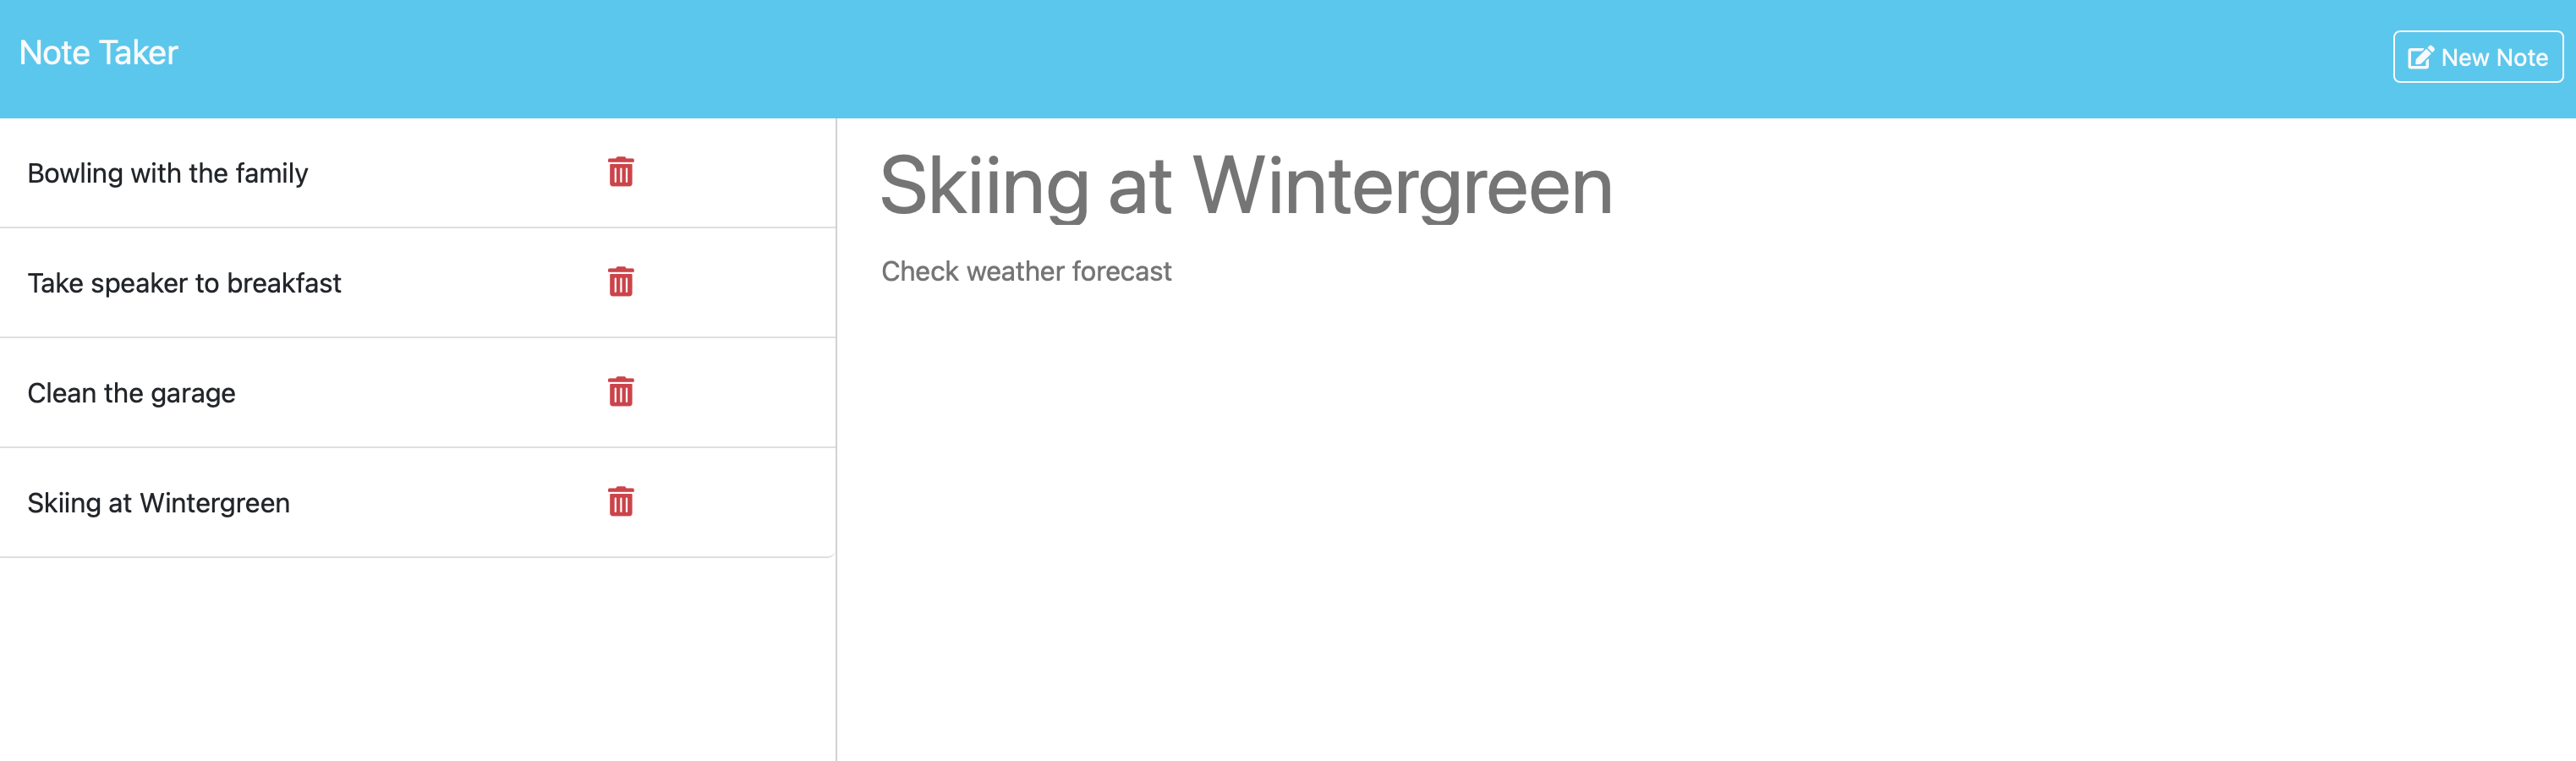 Note Taker
New Note
Bowling with the family
Take speaker to breakfast
Clean the garage
Skiing at Wintergreen
Skiing at Wintergreen
Check weather forecast